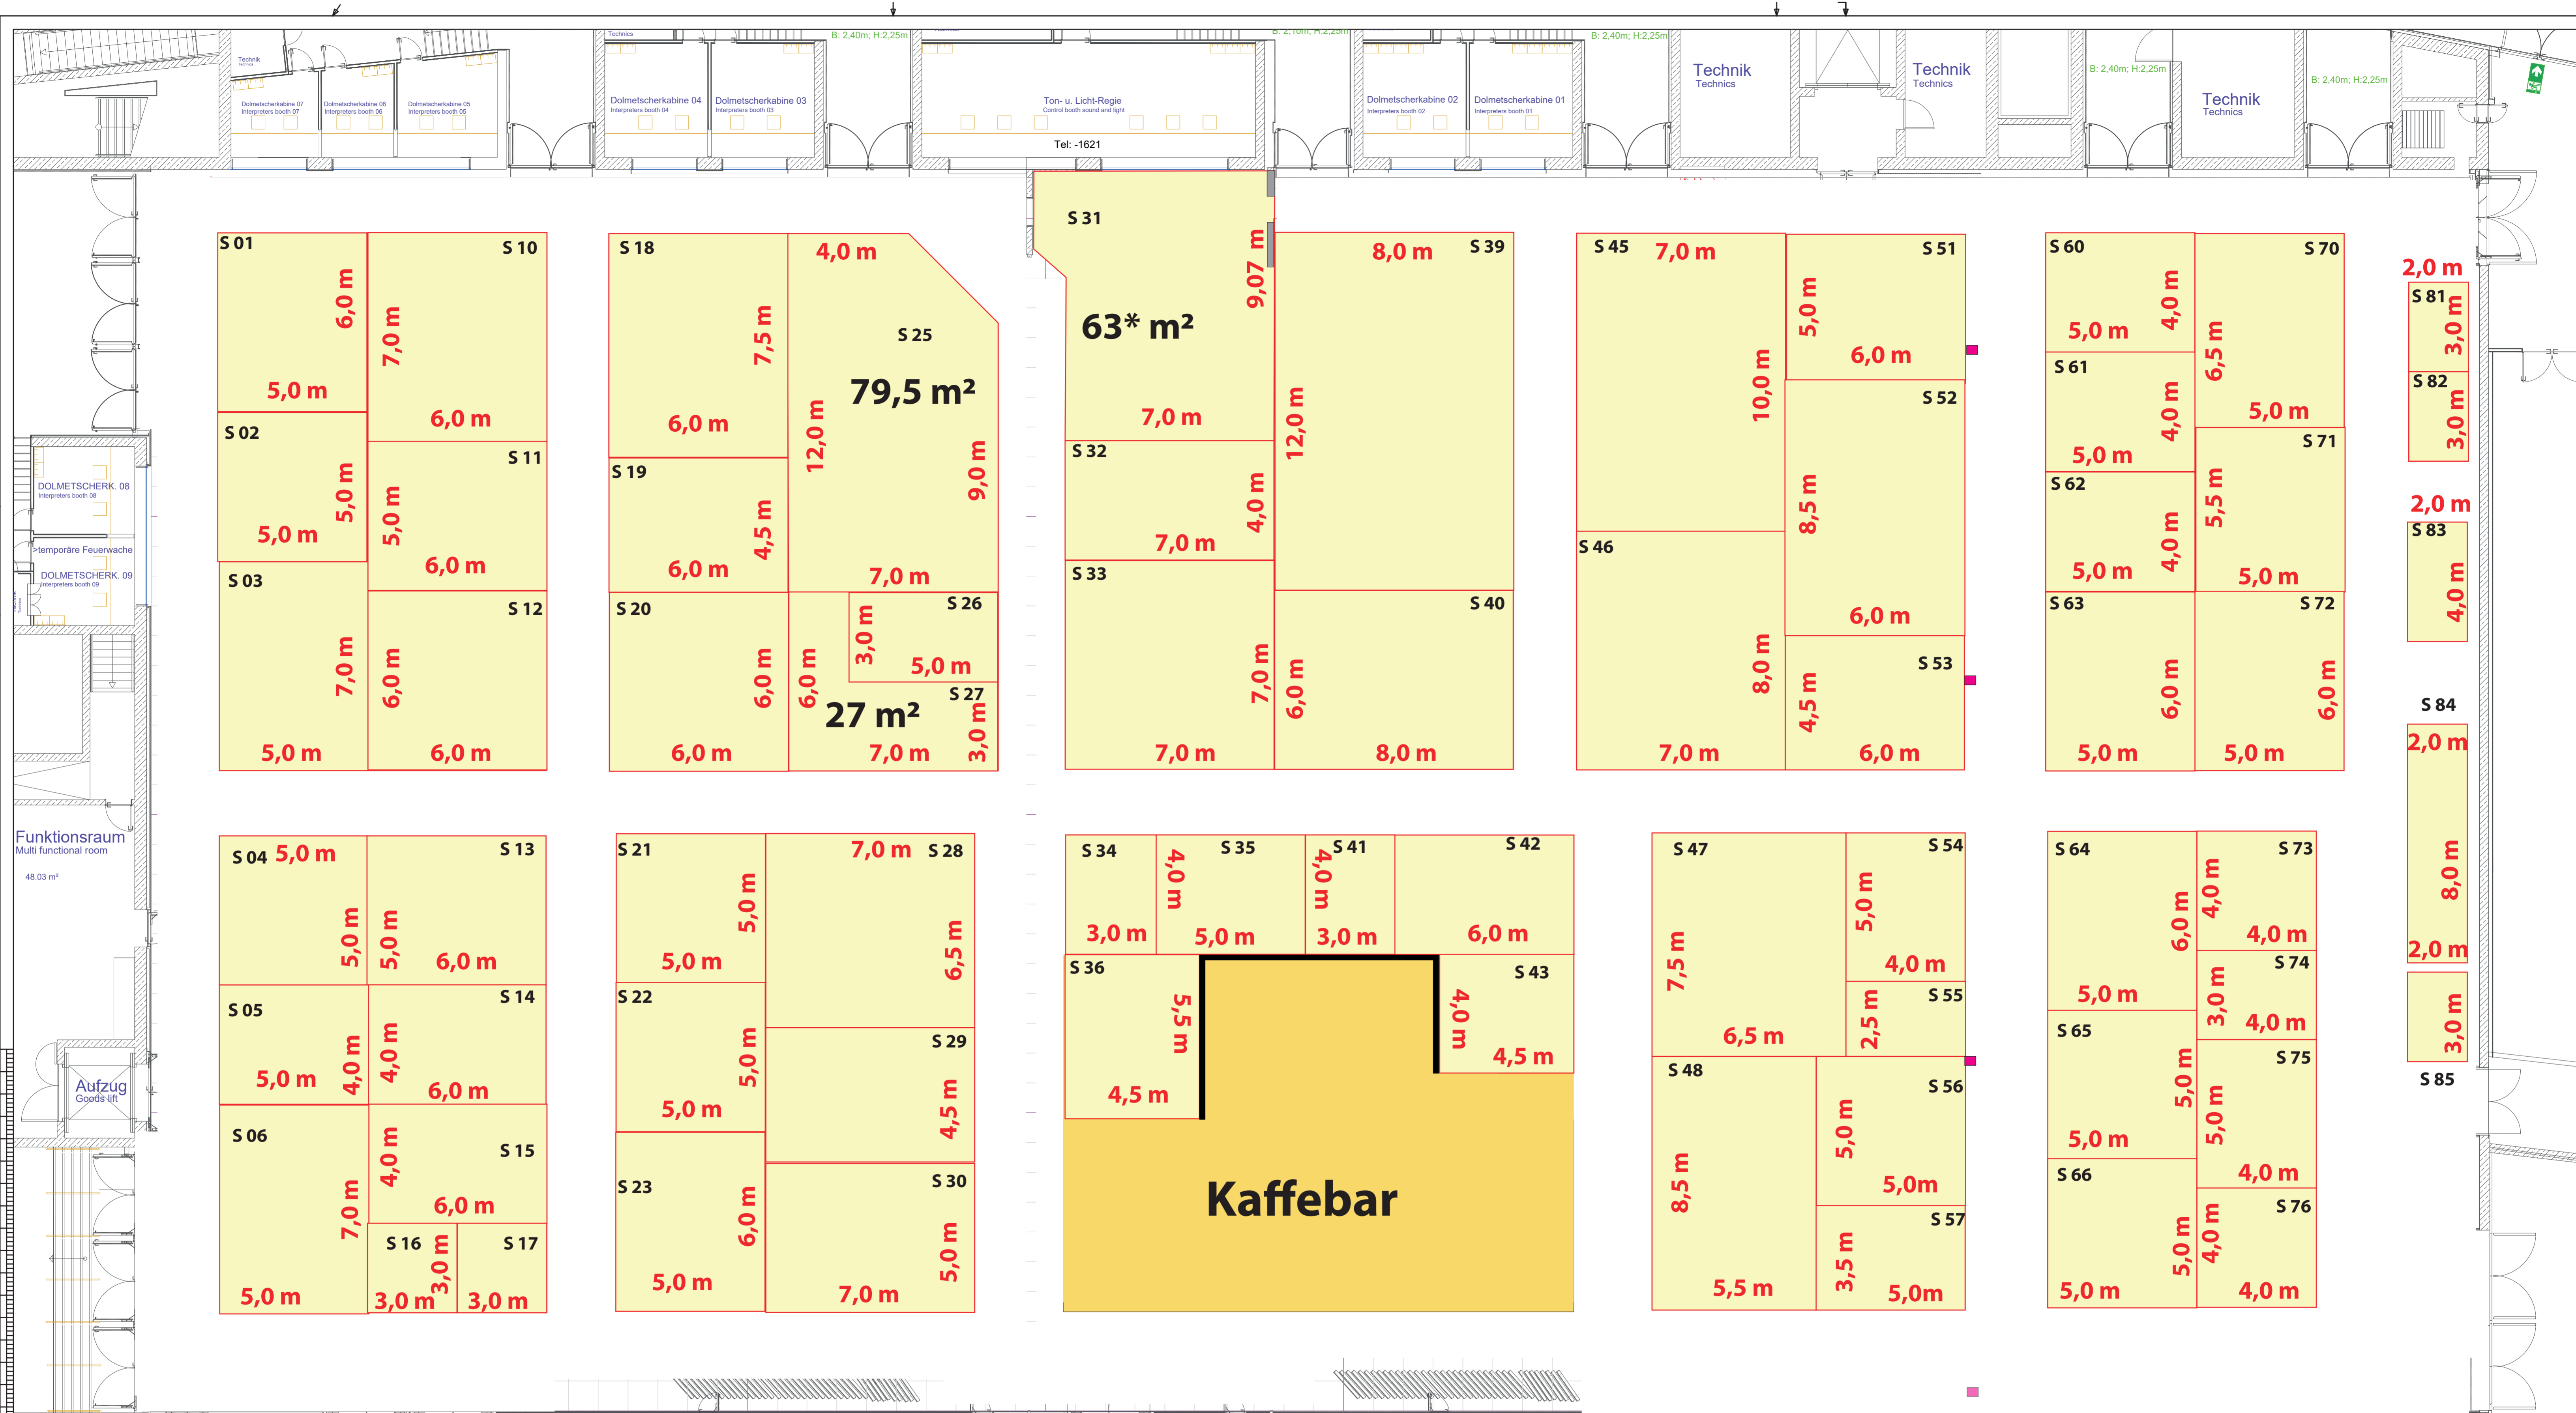 B: 2,40m; H:2,25m
B: 2,40m; H:2,25m
Technik
Technics
Technics
Dolmetscherkabine 07
Interpreters booth 07
Dolmetscherkabine 06
Interpreters booth 06
Dolmetscherkabine 05
Interpreters booth 05
Dolmetscherkabine 04
Interpreters booth 04
Dolmetscherkabine 03
Interpreters booth 03
Ton- u. Licht-Regie
Control booth sound and light
Tel: -1621
Dolmetscherkabine 02
Interpreters booth 02
Dolmetscherkabine 01
Interpreters booth 01
Technik
Technics
Technik
Technics
B: 2,40m; H:2,25m
Technik
Technics
B: 2,40m; H:2,25m
S 01
6,0 m
5,0 m
S 10
7,0 m
6,0 m
S 02
5,0 m
5,0 m
S 11
5,0 m
6,0 m
S 03
7,0 m
5,0 m
S 12
6,0 m
6,0 m
S 18
7,5 m
6,0 m
4,0 m
S 25
79,5 m²
12,0 m
9,0 m
7,0 m
S 19
4,5 m
6,0 m
S 20
6,0 m
6,0 m
S 26
3,0 m
5,0 m
S 27
6,0 m
27 m²
3,0 m
7,0 m
S 31
9,07 m
63* m²
7,0 m
S 32
4,0 m
7,0 m
S 33
7,0 m
7,0 m
8,0 m
S 39
12,0 m
S 40
6,0 m
8,0 m
S 45
7,0 m
10,0 m
S 46
8,0 m
7,0 m
S 51
5,0 m
6,0 m
S 52
8,5 m
6,0 m
S 53
4,5 m
6,0 m
S 60
4,0 m
5,0 m
S 61
4,0 m
5,0 m
S 62
4,0 m
5,0 m
S 63
6,0 m
5,0 m
S 70
6,5 m
5,0 m
S 71
5,5 m
5,0 m
S 72
6,0 m
5,0 m
2,0 m
S 81
3,0 m
S 82
3,0 m
2,0 m
S 83
4,0 m
S 84
2,0 m
8,0 m
2,0 m
3,0 m
S 85
DOLMETSCHERK. 08
Interpreters booth 08
>temporäre Feuerwache
DOLMETSCHERK. 09
Interpreters booth 09
Funktionsraum
Multi functional room
48.03 m²
Aufzug
Goods lift
S 04
5,0 m
5,0 m
S 13
5,0 m
6,0 m
S 05
4,0 m
5,0 m
S 14
4,0 m
6,0 m
S 06
7,0 m
5,0 m
S 15
4,0 m
6,0 m
S 16
3,0 m
3,0 m
S 17
3,0 m
S 21
5,0 m
5,0 m
S 22
5,0 m
5,0 m
S 23
6,0 m
5,0 m
7,0 m
S 28
6,5 m
S 29
4,5 m
S 30
5,0 m
7,0 m
S 34
3,0 m
S 35
4,0 m
5,0 m
S 41
4,0 m
3,0 m
S 42
6,0 m
S 36
5,5 m
4,5 m
S 43
4,0 m
4,5 m
Kaffebar
S 47
7,5 m
6,5 m
S 48
8,5 m
5,5 m
S 54
5,0 m
4,0 m
S 55
2,5 m
S 56
5,0 m
5,0m
S 57
3,5 m
5,0m
S 64
6,0 m
5,0 m
S 65
5,0 m
5,0 m
S 66
5,0 m
5,0 m
S 73
4,0 m
4,0 m
S 74
3,0 m
4,0 m
S 75
5,0 m
4,0 m
S 76
4,0 m
4,0 m